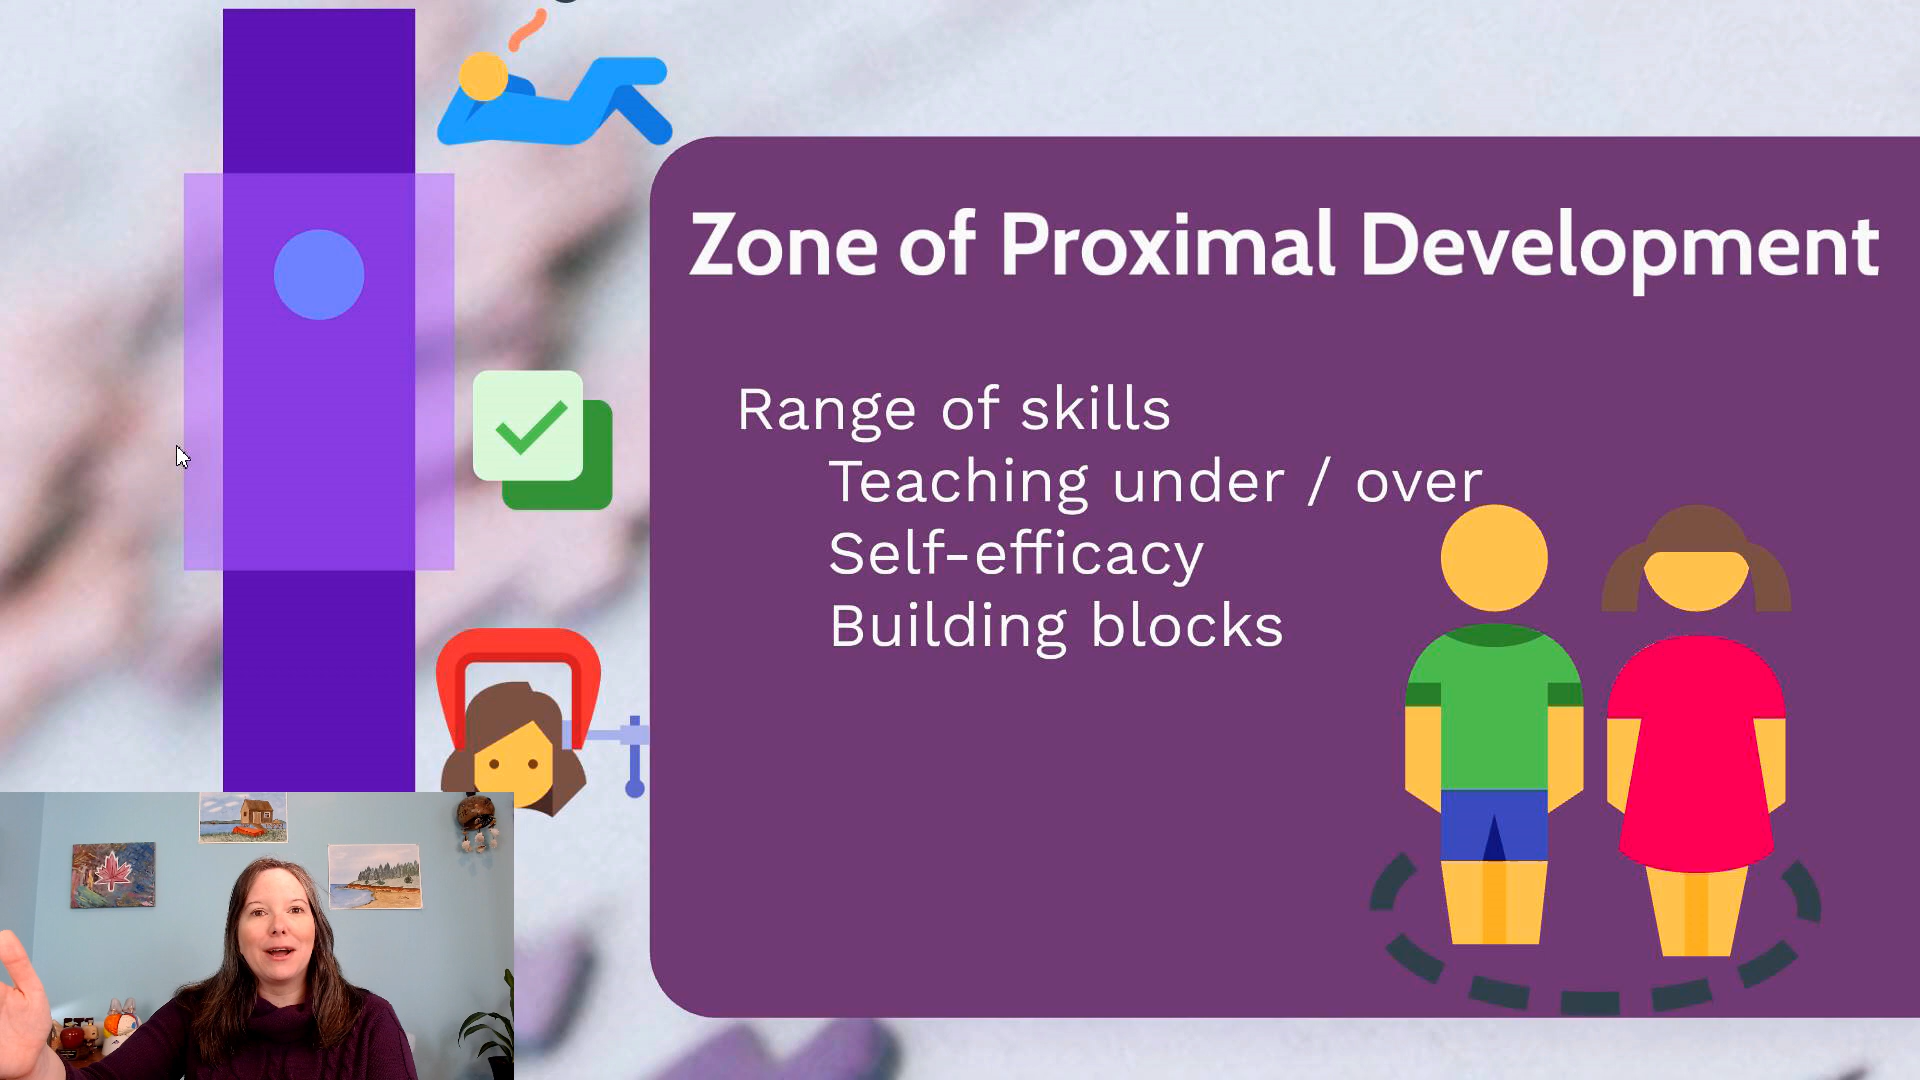 Zone of Proximal Development
Range of skills
Teaching under / over
Self-efficacy
Building blocks